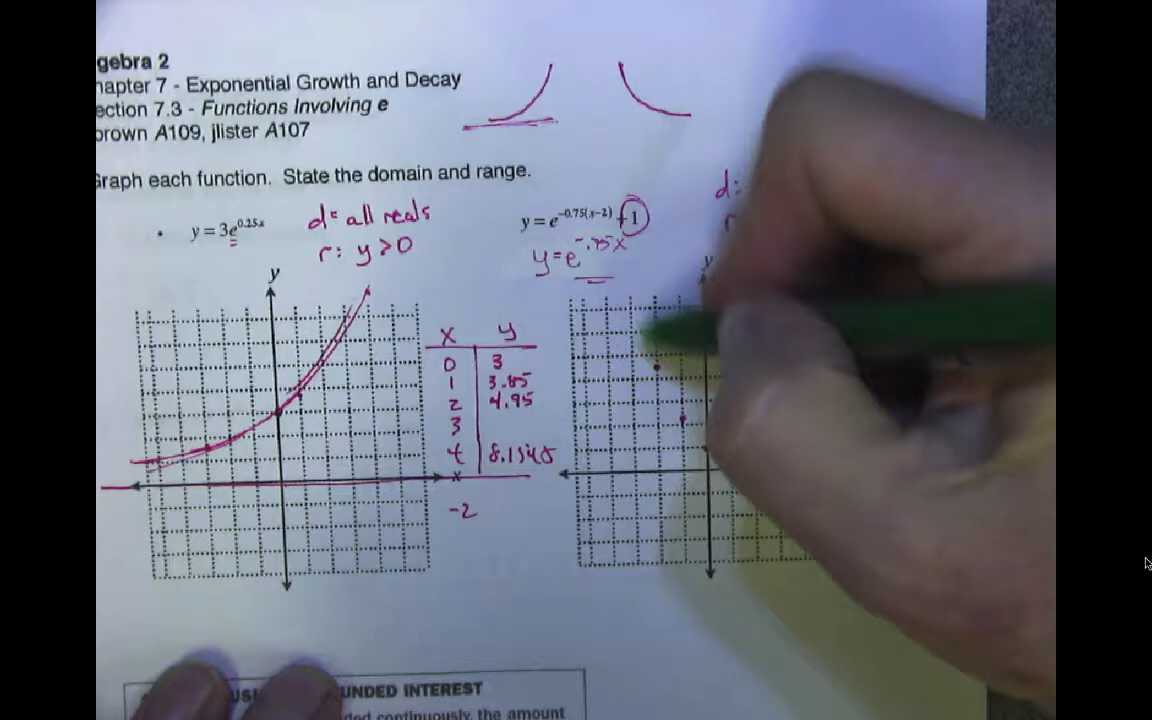 gebra 2
hapter 7 - Exponential Growth and Decay
ection 7.3 - Functions Involving e
brown A109, jlister A107
Graph each function. State the domain and range.
• y = 3e^{0.25x}
d = all reals
r: y > 0
y = e^{-0.75(x-2)} + 1
y = e^{-.75x}
d:
r
y
x y
0 3
1 3.85
2 4.95
3
4
-2
x
y
UNDED INTEREST
ded continuously, the amount